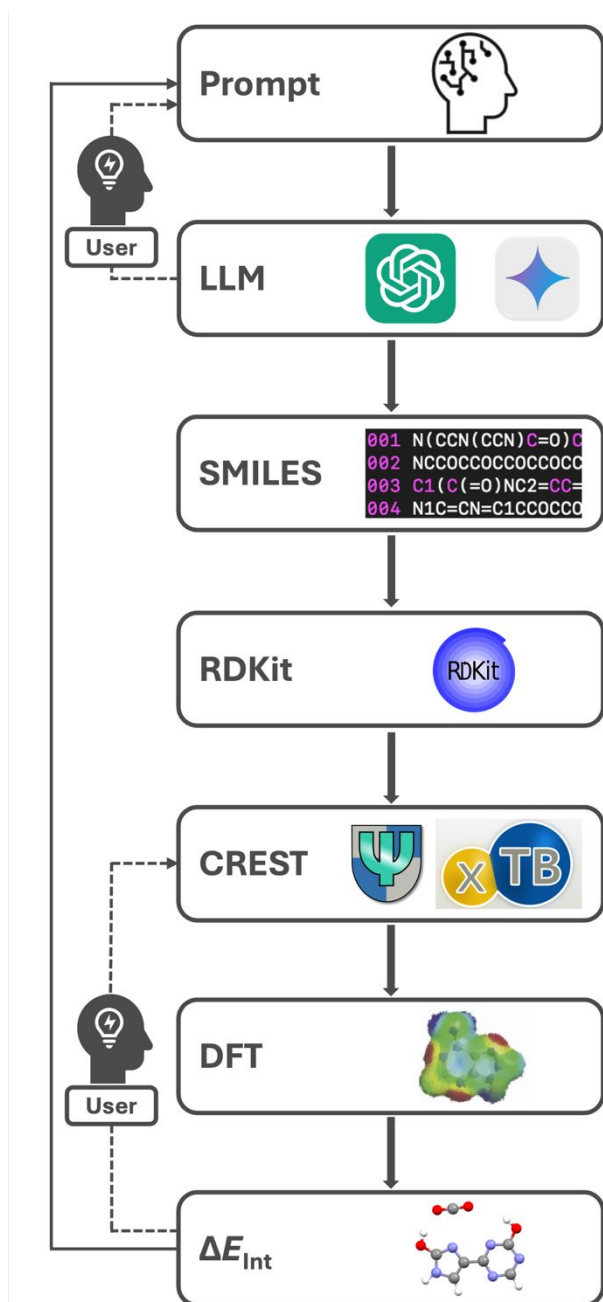 Prompt
User
LLM
SMILES
001 N(CCN(CCN)C=O)C
002 NCCOCCOCCOCCOCC
003 C1(C(=O)NC2=CC=
004 N1C=CN=C1CCOCCO
RDKit
RDKit
CREST
Ψ
x TB
User
DFT
ΔE_Int